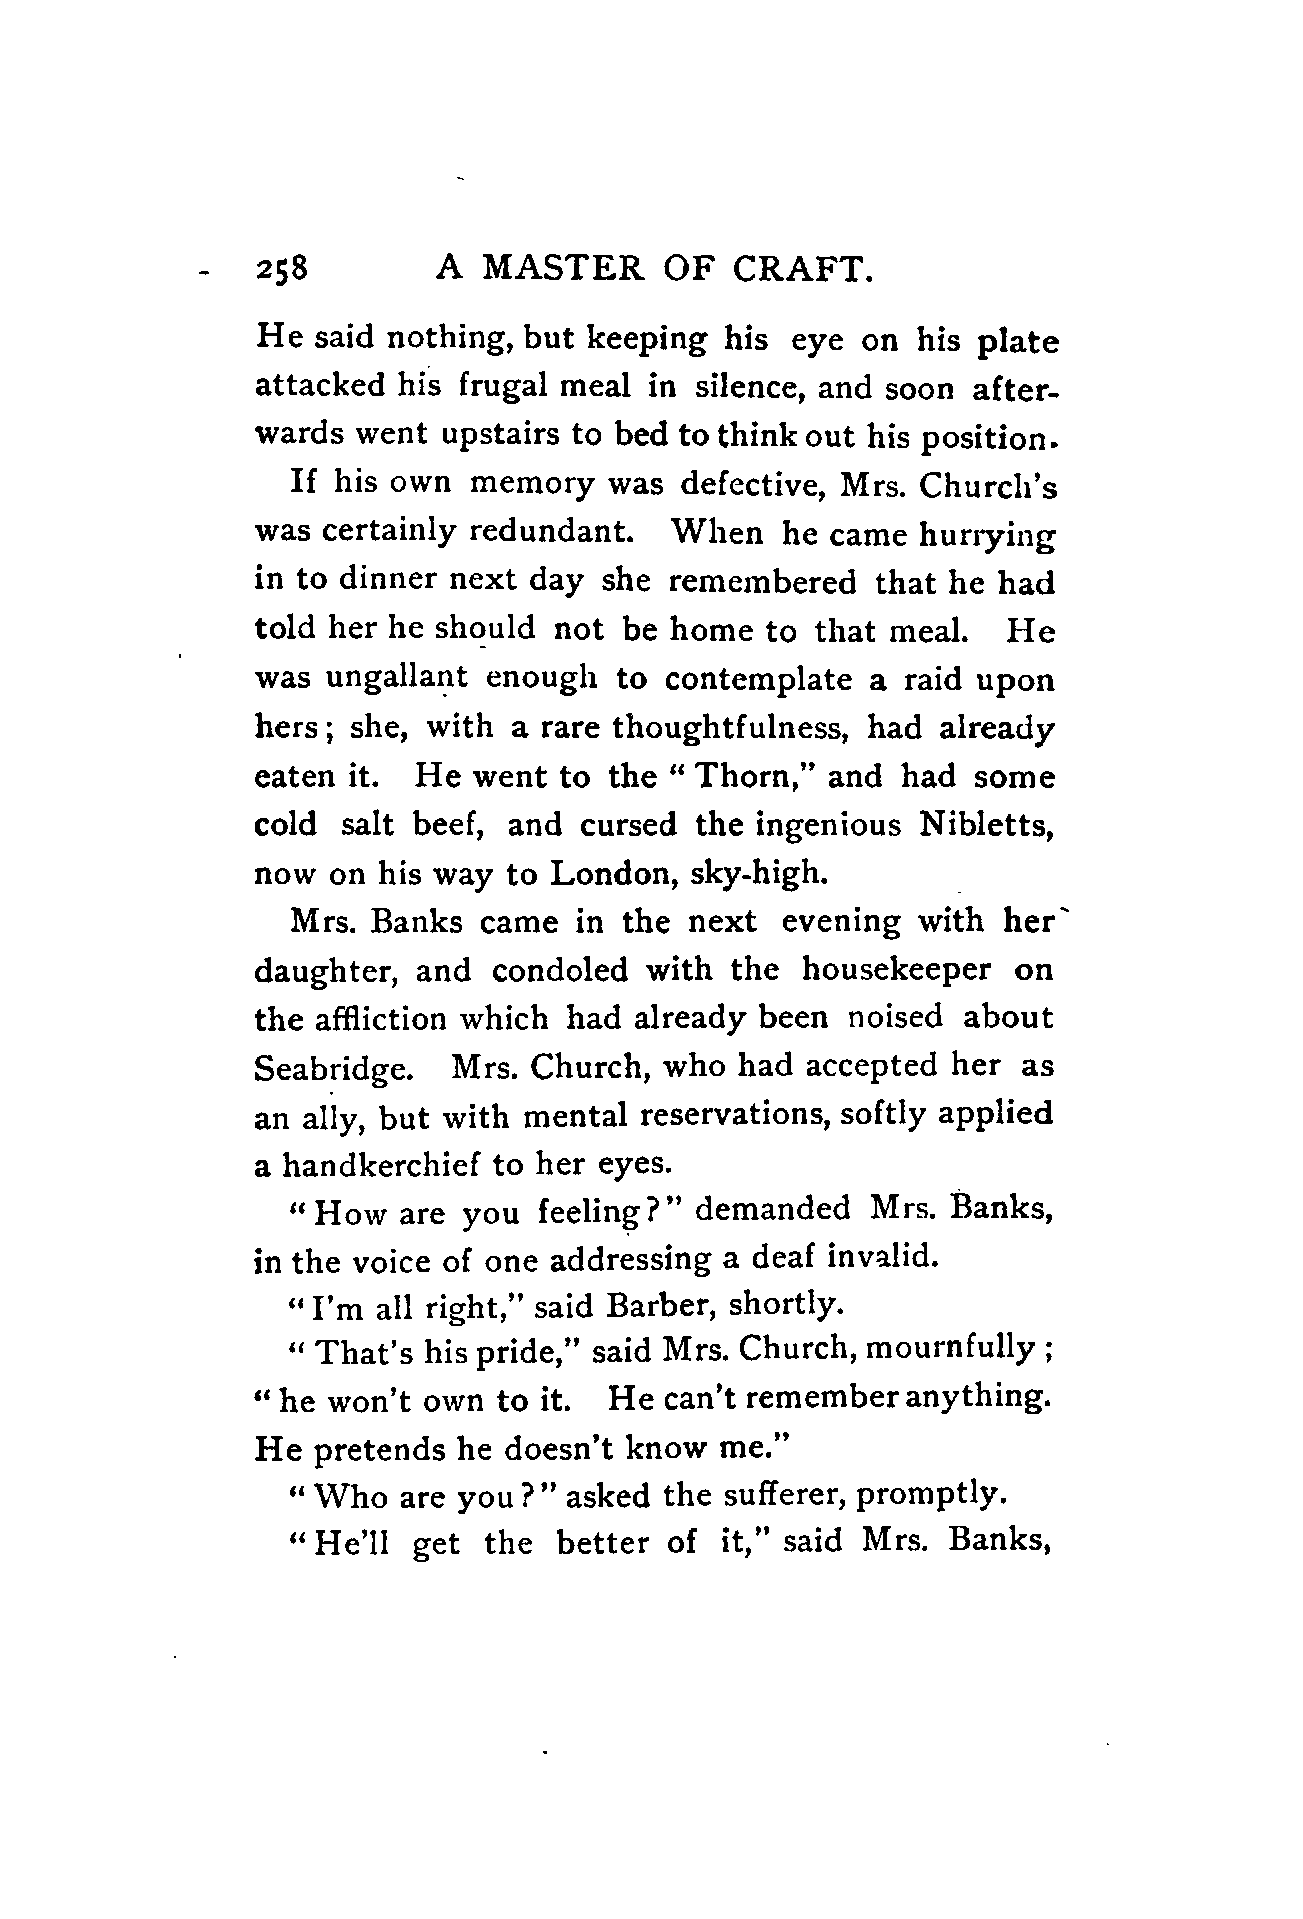 258 A MASTER OF CRAFT.
He said nothing, but keeping his eye on his plate
attacked his frugal meal in silence, and soon after-
wards went upstairs to bed to think out his position.
If his own memory was defective, Mrs. Church's
was certainly redundant. When he came hurrying
in to dinner next day she remembered that he had
told her he should not be home to that meal. He
was ungallant enough to contemplate a raid upon
hers; she, with a rare thoughtfulness, had already
eaten it. He went to the "Thorn," and had some
cold salt beef, and cursed the ingenious Nibletts,
now on his way to London, sky-high.
Mrs. Banks came in the next evening with her
daughter, and condoled with the housekeeper on
the affliction which had already been noised about
Seabridge. Mrs. Church, who had accepted her as
an ally, but with mental reservations, softly applied
a handkerchief to her eyes.
"How are you feeling?" demanded Mrs. Banks,
in the voice of one addressing a deaf invalid.
"I'm all right," said Barber, shortly.
"That's his pride," said Mrs. Church, mournfully;
"he won't own to it. He can't remember anything.
He pretends he doesn't know me."
"Who are you?" asked the sufferer, promptly.
"He'll get the better of it," said Mrs. Banks,